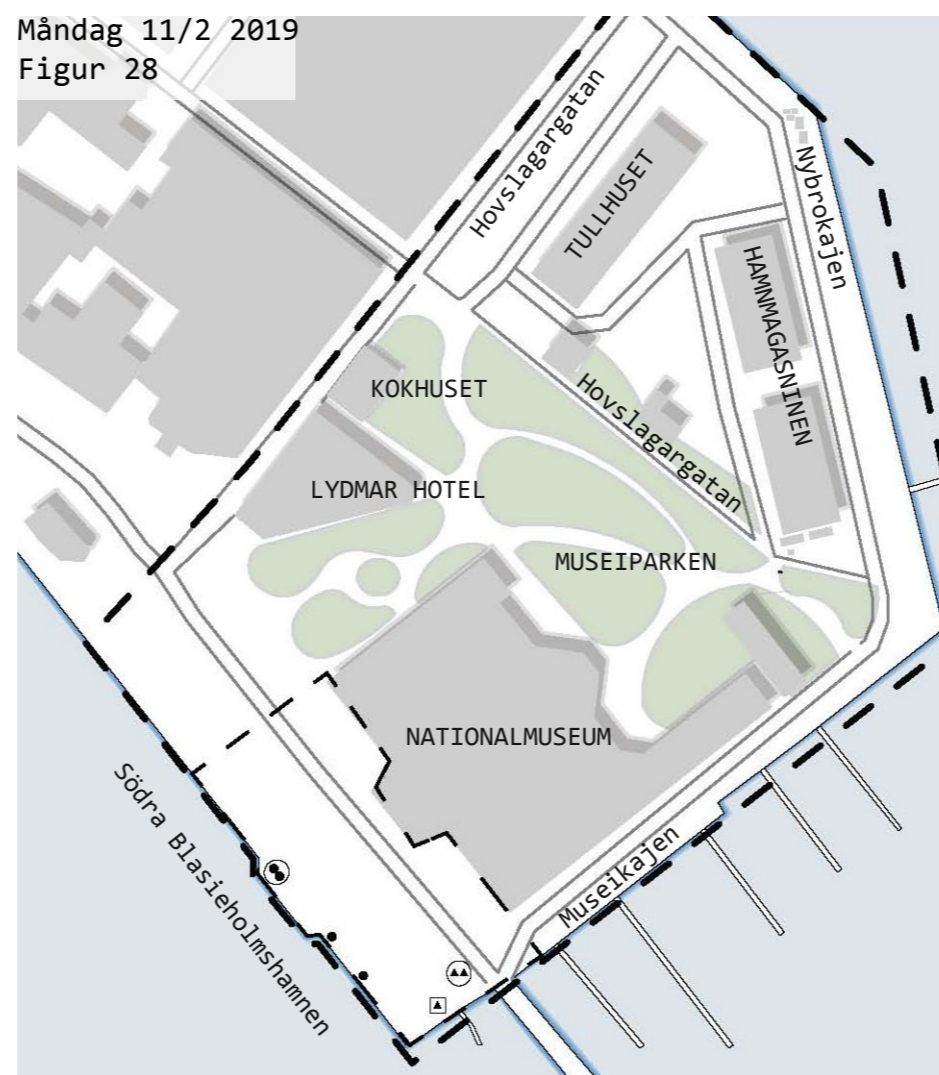 Måndag 11/2 2019
Figur 28
Hovslagargatan
TULLHUSET
Nybrokajen
HAMNMAGASNINEN
KOKHUSET
Hovslagargatan
LYDMAR HOTEL
MUSEIPARKEN
NATIONALMUSEUM
Södra Blasieholmshamnen
Museikajen